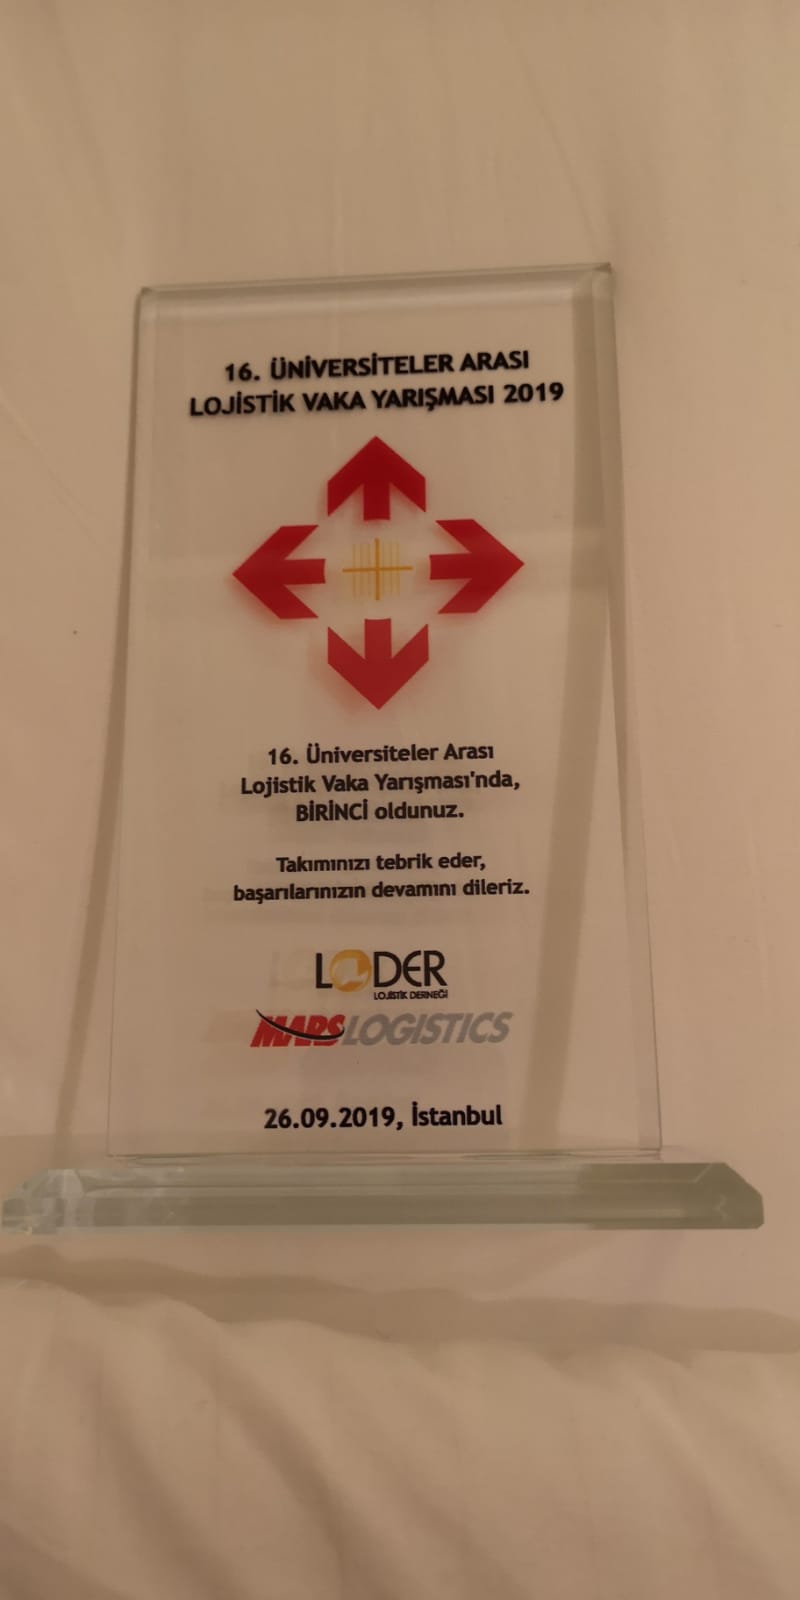 16. ÜNİVERSİTELER ARASI
LOJİSTİK VAKA YARIŞMASI 2019
16. Üniversiteler Arası
Lojistik Vaka Yarışması'nda,
BİRİNCİ oldunuz.
Takımınızı tebrik eder,
başarılarınızın devamını dileriz.
LODER
LOJİSTİK DERNEĞİ
MARS LOGISTICS
26.09.2019, İstanbul